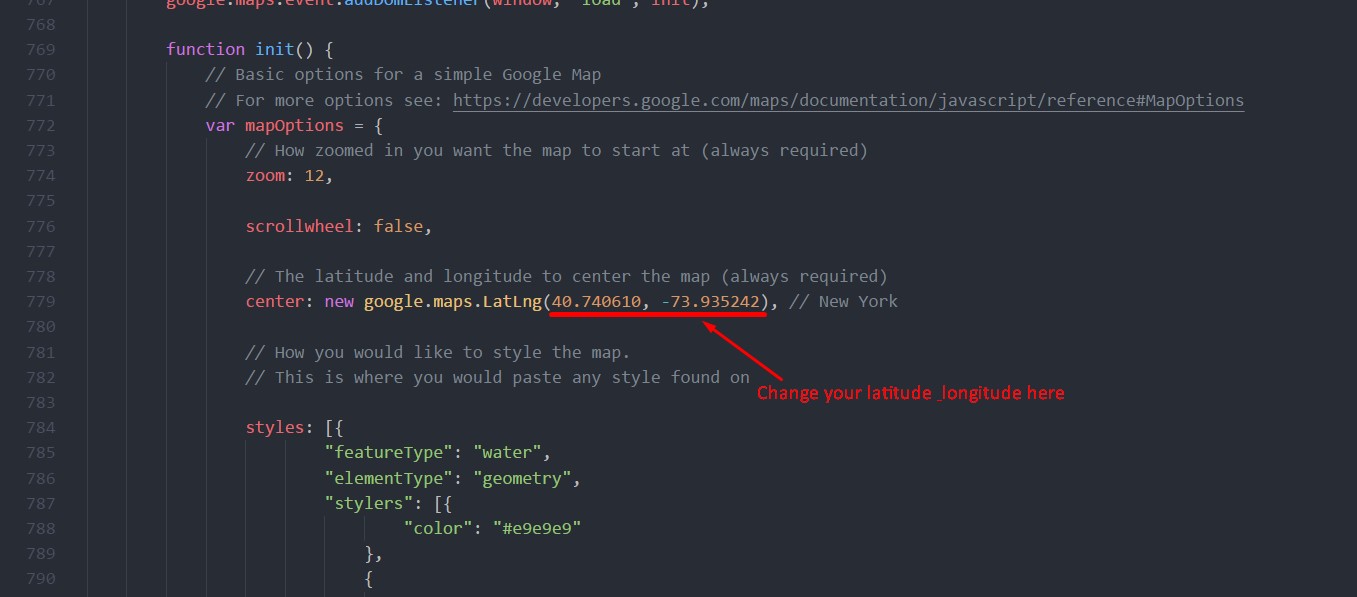 767 google.maps.event.addDomListener(window, 'load', init);
768
769 function init() {
770 // Basic options for a simple Google Map
771 // For more options see: https://developers.google.com/maps/documentation/javascript/reference#MapOptions
772 var mapOptions = {
773 // How zoomed in you want the map to start at (always required)
774 zoom: 12,
775
776 scrollwheel: false,
777
778 // The latitude and longitude to center the map (always required)
779 center: new google.maps.LatLng(40.740610, -73.935242), // New York
780
781 // How you would like to style the map.
782 // This is where you would paste any style found on
Change your latitude _longitude here
783
784 styles: [{
785 "featureType": "water",
786 "elementType": "geometry",
787 "stylers": [{
788 "color": "#e9e9e9"
789 },
790 {